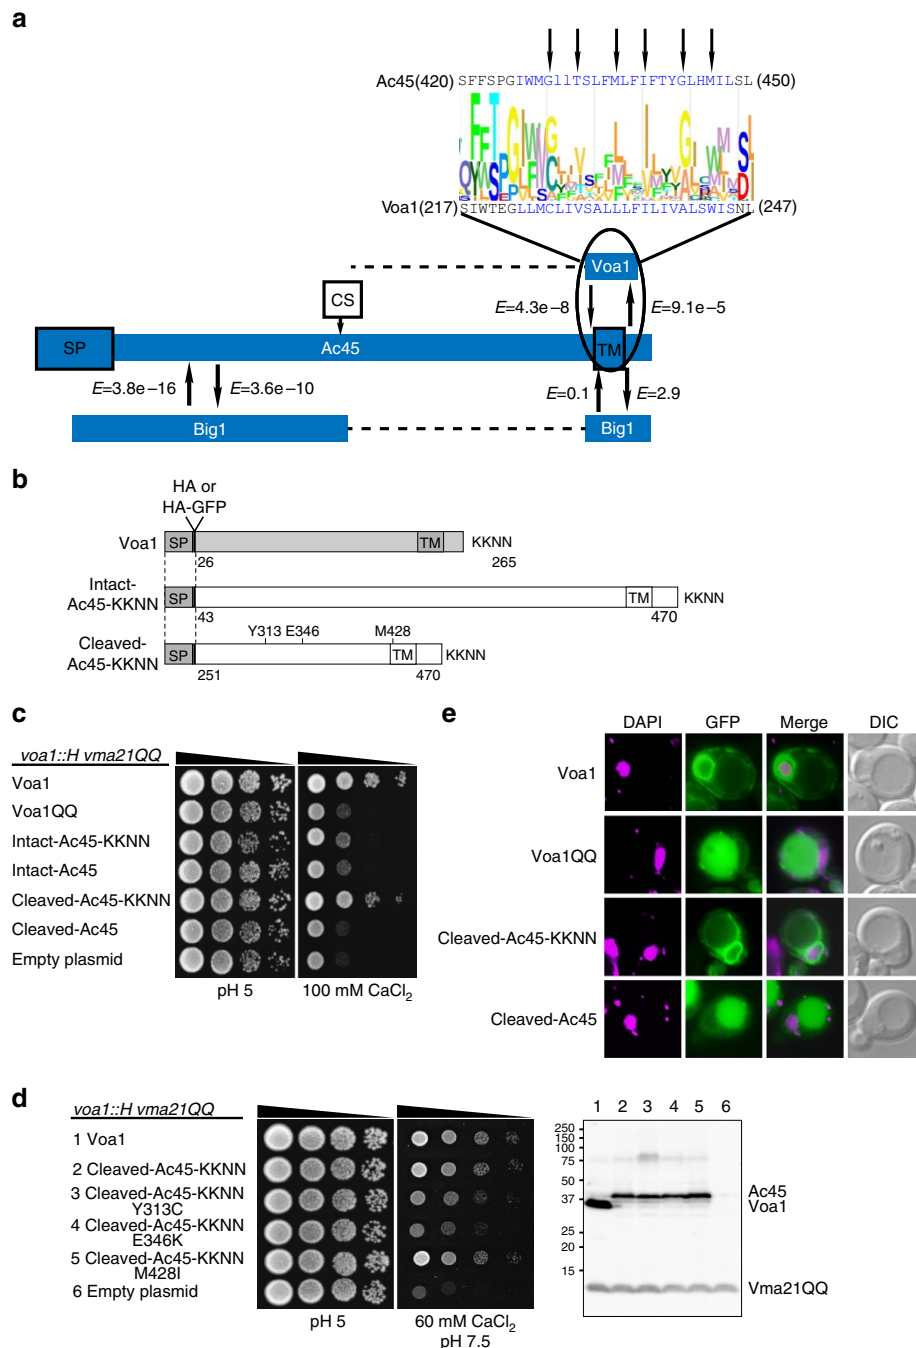 a
Ac45(420) SFFSPGIWMGllTSLFMLFIFTYGLHMILSL (450)
Voa1(217) SIWTEGLLMCLIVSALLLFILIVALSWISNL (247)
Voa1
CS
E=4.3e−8
E=9.1e−5
SP
Ac45
TM
E=3.8e−16
E=3.6e−10
E=0.1
E=2.9
Big1
Big1
b
HA or
HA-GFP
Voa1
SP
TM
KKNN
26
265
Intact-
Ac45-KKNN
SP
TM
KKNN
43
470
Y313 E346
M428
Cleaved-
Ac45-KKNN
SP
TM
KKNN
251
470
c
voa1::H vma21QQ
Voa1
Voa1QQ
Intact-Ac45-KKNN
Intact-Ac45
Cleaved-Ac45-KKNN
Cleaved-Ac45
Empty plasmid
pH 5
100 mM CaCl2
e
DAPI
GFP
Merge
DIC
Voa1
Voa1QQ
Cleaved-Ac45-KKNN
Cleaved-Ac45
d
voa1::H vma21QQ
1 Voa1
2 Cleaved-Ac45-KKNN
3 Cleaved-Ac45-KKNN
Y313C
4 Cleaved-Ac45-KKNN
E346K
5 Cleaved-Ac45-KKNN
M428I
6 Empty plasmid
pH 5
60 mM CaCl2
pH 7.5
1 2 3 4 5 6
250
150
100
75
50
37
25
20
15
Ac45
Voa1
Vma21QQ